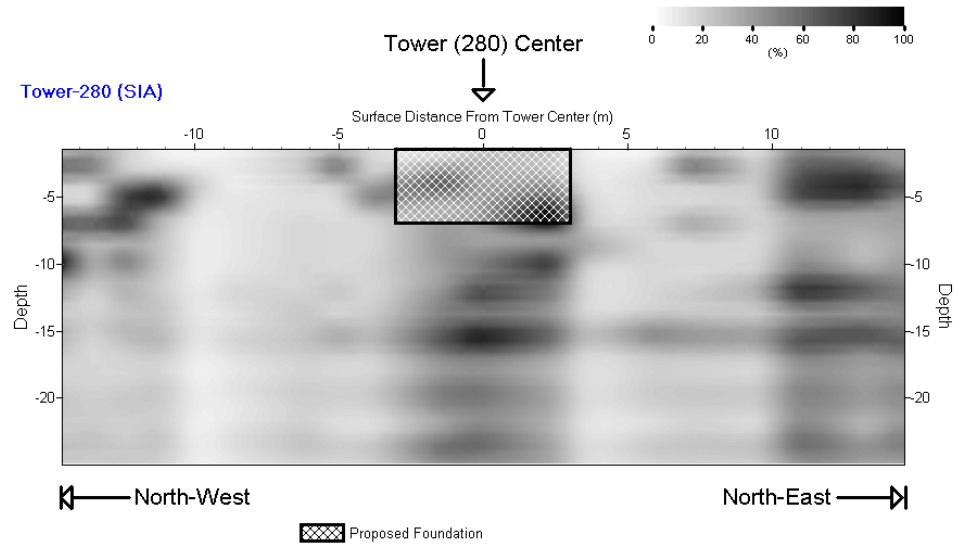 0 20 40 60 80 100
(%)
Tower (280) Center
Tower-280 (SIA)
Surface Distance From Tower Center (m)
-10 -5 0 5 10
-5 -5
-10 -10
Depth Depth
-15 -15
-20 -20
North-West North-East
Proposed Foundation